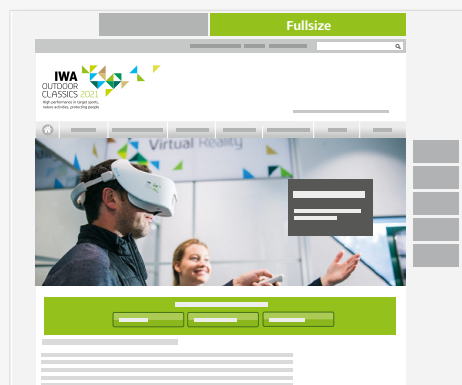 Fullsize
IWA
OUTDOOR
CLASSICS 2021
High performance in target sports,
nature activities, protecting people
Virtual Reality